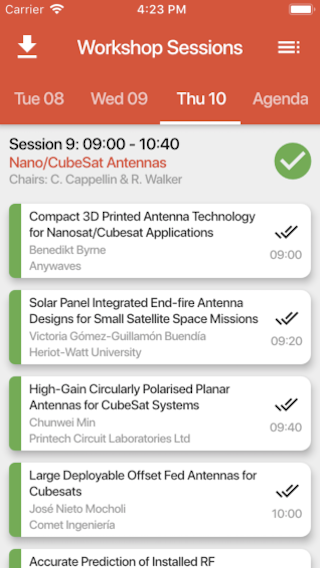 Carrier 4:23 PM
Workshop Sessions
Tue 08 Wed 09 Thu 10 Agenda
Session 9: 09:00 - 10:40
Nano/CubeSat Antennas
Chairs: C. Cappellin & R. Walker
Compact 3D Printed Antenna Technology
for Nanosat/Cubesat Applications
Benedikt Byrne
09:00
Anyways
Solar Panel Integrated End-fire Antenna
Designs for Small Satellite Space Missions
Victoria Gómez-Guillamón Buendía
09:20
Heriot-Watt University
High-Gain Circularly Polarised Planar
Antennas for CubeSat Systems
Chunwei Min
09:40
Printech Circuit Laboratories Ltd
Large Deployable Offset Fed Antennas for
Cubesats
José Nieto Mocholi
10:00
Comet Ingeniería
Accurate Prediction of Installed RF